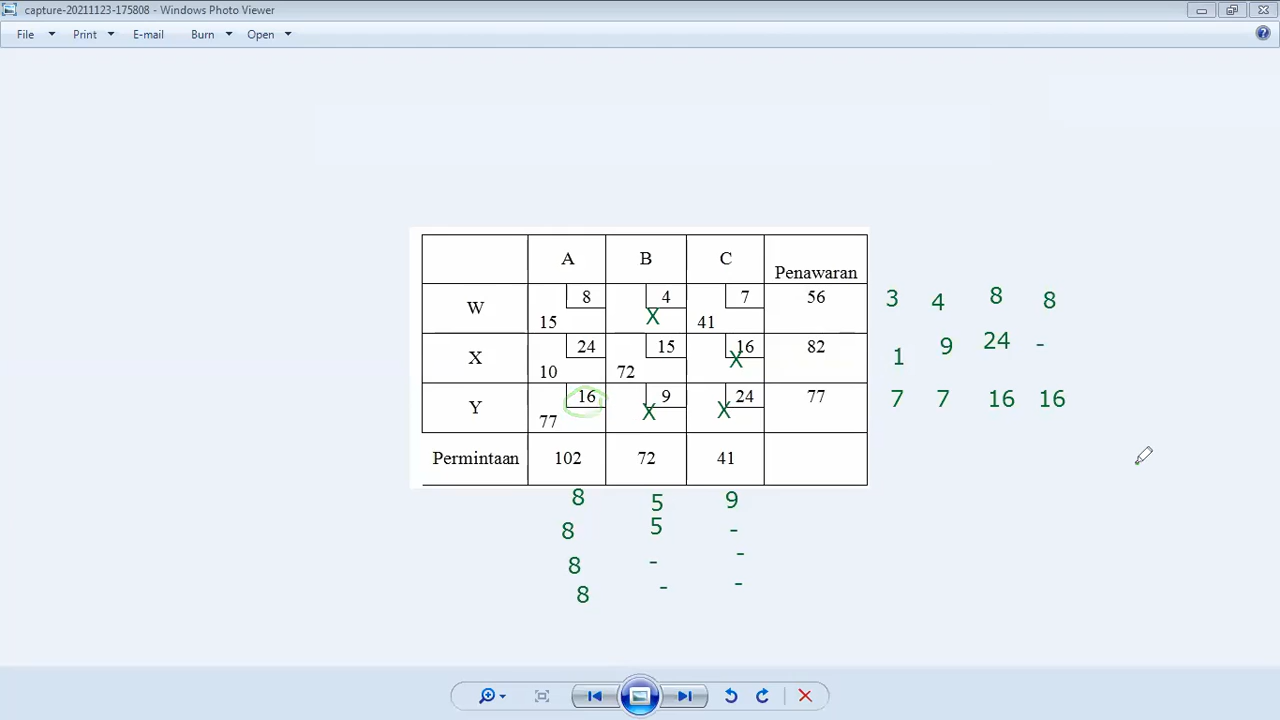 capture-20211123-175808 - Windows Photo Viewer
File Print E-mail Burn Open
A B C Penawaran
W 8 4 7 56 3 4 8 8
15 X 41
X 24 15 16 82 1 9 24 -
10 72 X
Y 16 9 24 77 7 7 16 16
77 X X
Permintaan 102 72 41
8 5 9
8 5 -
8 - -
8 - -